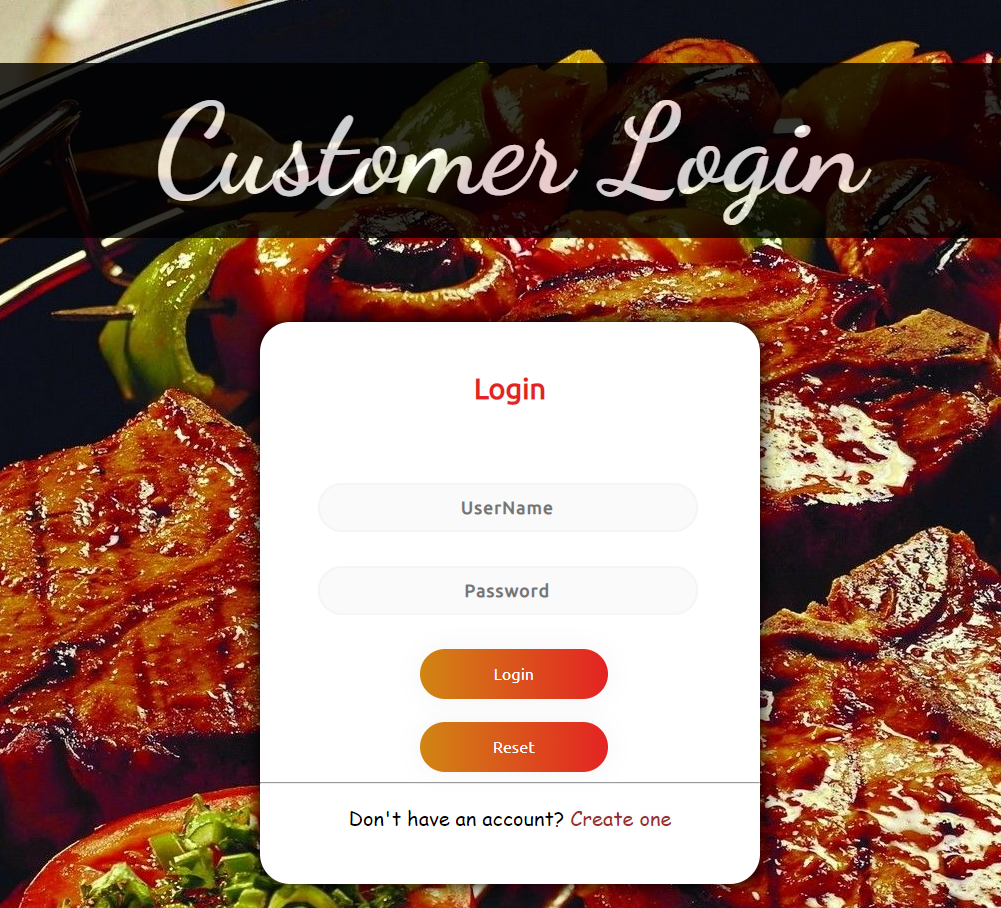 Customer Login
Login
UserName
Password
Login
Reset
Don't have an account? Create one